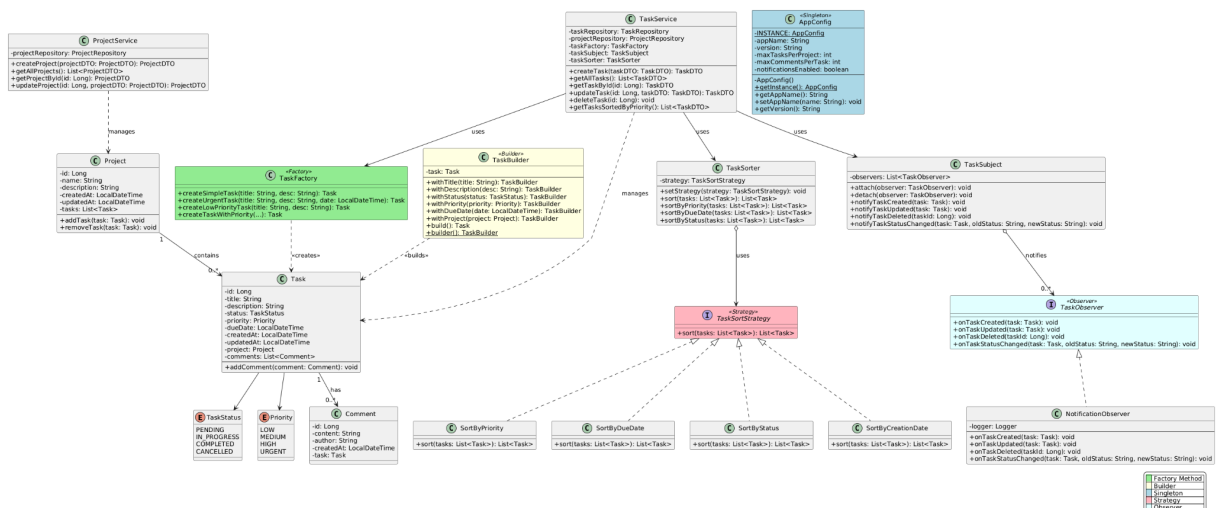 C ProjectService
-projectRepository: ProjectRepository
+createProject(projectDTO: ProjectDTO): ProjectDTO
+getAllProjects(): List<ProjectDTO>
+getProjectById(id: Long): ProjectDTO
+updateProject(id: Long, projectDTO: ProjectDTO): ProjectDTO
C TaskService
-taskRepository: TaskRepository
-projectRepository: ProjectRepository
-taskFactory: TaskFactory
-taskSubject: TaskSubject
-taskSorter: TaskSorter
+createTask(taskDTO: TaskDTO): TaskDTO
+getAllTasks(): List<TaskDTO>
+getTaskById(id: Long): TaskDTO
+updateTask(id: Long, taskDTO: TaskDTO): TaskDTO
+deleteTask(id: Long): void
+getTasksSortedByPriority(): List<TaskDTO>
«Singleton»
C AppConfig
-INSTANCE: AppConfig
-appName: String
-version: String
-maxTasksPerProject: int
-maxCommentsPerTask: int
-notificationsEnabled: boolean
-AppConfig()
+getInstance(): AppConfig
+getAppName(): String
+setAppName(name: String): void
+getVersion(): String
manages
uses
uses
uses
C Project
-id: Long
-name: String
-description: String
-createdAt: LocalDateTime
-updatedAt: LocalDateTime
-tasks: List<Task>
+addTask(task: Task): void
+removeTask(task: Task): void
«Factory»
C TaskFactory
+createSimpleTask(title: String, desc: String): Task
+createUrgentTask(title: String, desc: String, date: LocalDateTime): Task
+createLowPriorityTask(title: String, desc: String): Task
+createTaskWithPriority(...): Task
«Builder»
C TaskBuilder
-task: Task
+withTitle(title: String): TaskBuilder
+withDescription(desc: String): TaskBuilder
+withStatus(status: TaskStatus): TaskBuilder
+withPriority(priority: Priority): TaskBuilder
+withDueDate(date: LocalDateTime): TaskBuilder
+withProject(project: Project): TaskBuilder
+build(): Task
+builder(): TaskBuilder
manages
C TaskSorter
-strategy: TaskSortStrategy
+setStrategy(strategy: TaskSortStrategy): void
+sort(tasks: List<Task>): List<Task>
+sortByPriority(tasks: List<Task>): List<Task>
+sortByDueDate(tasks: List<Task>): List<Task>
+sortByStatus(tasks: List<Task>): List<Task>
C TaskSubject
-observers: List<TaskObserver>
+attach(observer: TaskObserver): void
+detach(observer: TaskObserver): void
+notifyTaskCreated(task: Task): void
+notifyTaskUpdated(task: Task): void
+notifyTaskDeleted(taskId: Long): void
+notifyTaskStatusChanged(task: Task, oldStatus: String, newStatus: String): void
1
contains
0..*
«creates»
«builds»
uses
notifies
0..*
C Task
-id: Long
-title: String
-description: String
-status: TaskStatus
-priority: Priority
-dueDate: LocalDateTime
-createdAt: LocalDateTime
-updatedAt: LocalDateTime
-project: Project
-comments: List<Comment>
+addComment(comment: Comment): void
«Strategy»
I TaskSortStrategy
+sort(tasks: List<Task>): List<Task>
«Observer»
I TaskObserver
+onTaskCreated(task: Task): void
+onTaskUpdated(task: Task): void
+onTaskDeleted(taskId: Long): void
+onTaskStatusChanged(task: Task, oldStatus: String, newStatus: String): void
1
has
0..*
E TaskStatus
PENDING
IN_PROGRESS
COMPLETED
CANCELLED
E Priority
LOW
MEDIUM
HIGH
URGENT
C Comment
-id: Long
-content: String
-author: String
-createdAt: LocalDateTime
-task: Task
C SortByPriority
+sort(tasks: List<Task>): List<Task>
C SortByDueDate
+sort(tasks: List<Task>): List<Task>
C SortByStatus
+sort(tasks: List<Task>): List<Task>
C SortByCreationDate
+sort(tasks: List<Task>): List<Task>
C NotificationObserver
-logger: Logger
+onTaskCreated(task: Task): void
+onTaskUpdated(task: Task): void
+onTaskDeleted(taskId: Long): void
+onTaskStatusChanged(task: Task, oldStatus: String, newStatus: String): void
Factory Method
Builder
Singleton
Strategy
Observer